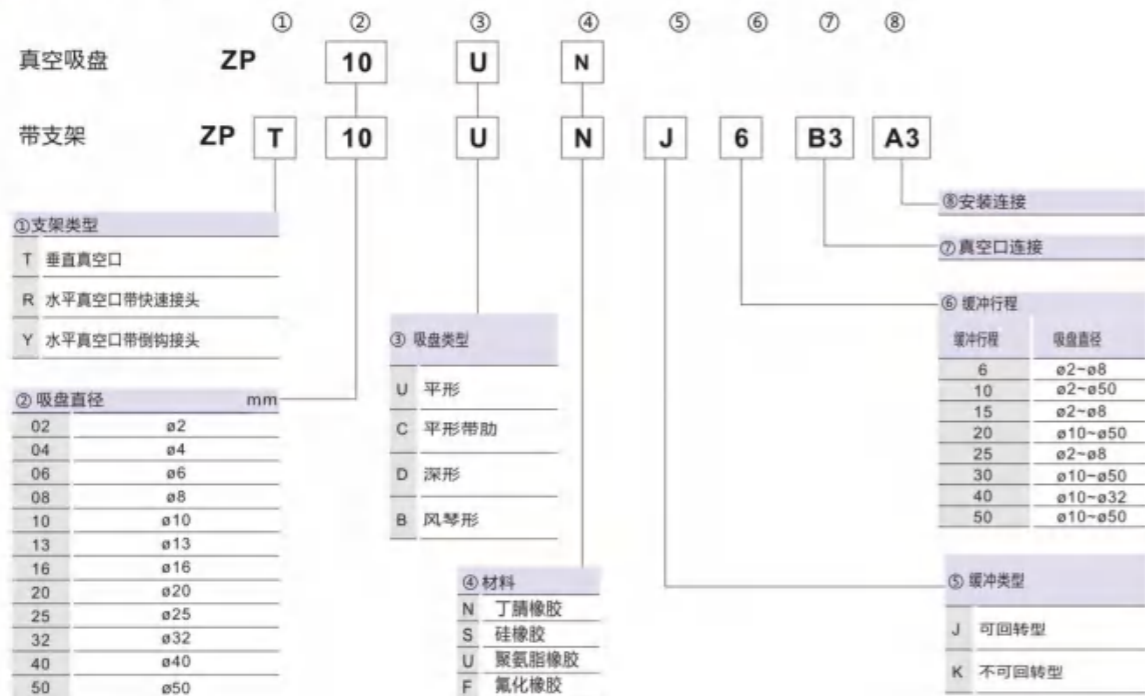 ① ② ③ ④ ⑤ ⑥ ⑦ ⑧
真空吸盘 ZP 10 U N
带支架 ZP T 10 U N J 6 B3 A3
①支架类型
T 垂直真空口
R 水平真空口带快速接头
Y 水平真空口带倒钩接头
② 吸盘直径 mm
02 ø2
04 ø4
06 ø6
08 ø8
10 ø10
13 ø13
16 ø16
20 ø20
25 ø25
32 ø32
40 ø40
50 ø50
③ 吸盘类型
U 平形
C 平形带肋
D 深形
B 风琴形
④ 材料
N 丁腈橡胶
S 硅橡胶
U 聚氨脂橡胶
F 氟化橡胶
⑧安装连接
⑦真空口连接
⑥ 缓冲行程
缓冲行程 吸盘直径
6 ø2~ø8
10 ø2~ø50
15 ø2~ø8
20 ø10~ø50
25 ø2~ø8
30 ø10~ø50
40 ø10~ø32
50 ø10~ø50
⑤ 缓冲类型
J 可回转型
K 不可回转型